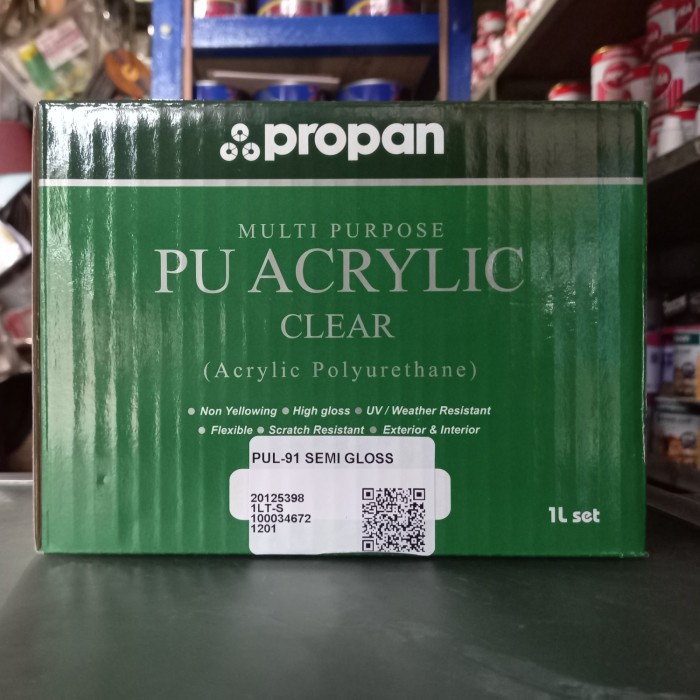 propan
MULTI PURPOSE
PU ACRYLIC
CLEAR
(Acrylic Polyurethane)
● Non Yellowing ● High gloss ● UV / Weather Resistant
● Flexible ● Scratch Resistant ● Exterior & Interior
PUL-91 SEMI GLOSS
20125398
1LT-S
100034672
1201
1L set